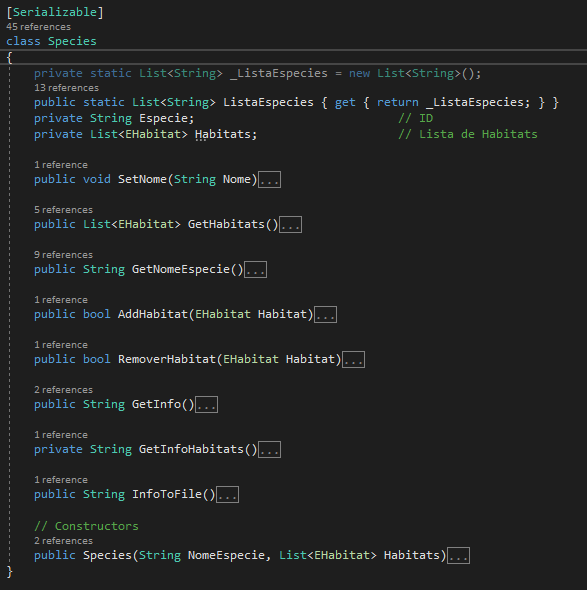 [Serializable]
45 references
class Species
{
private static List<String> _ListaEspecies = new List<String>();
13 references
public static List<String> ListaEspecies { get { return _ListaEspecies; } }
private String Especie; // ID
private List<EHabitat> Habitats; // Lista de Habitats
1 reference
public void SetNome(String Nome)...
5 references
public List<EHabitat> GetHabitats()...
9 references
public String GetNomeEspecie()...
1 reference
public bool AddHabitat(EHabitat Habitat)...
1 reference
public bool RemoverHabitat(EHabitat Habitat)...
2 references
public String GetInfo()...
1 reference
private String GetInfoHabitats()...
1 reference
public String InfoToFile()...
// Constructors
2 references
public Species(String NomeEspecie, List<EHabitat> Habitats)...
}